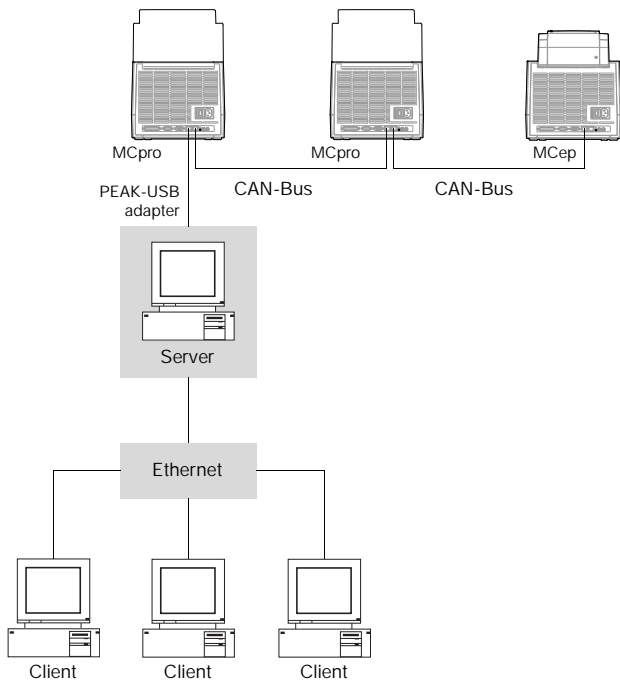 MCpro
MCpro
MCep
PEAK-USB
adapter
CAN-Bus
CAN-Bus
Server
Ethernet
Client
Client
Client